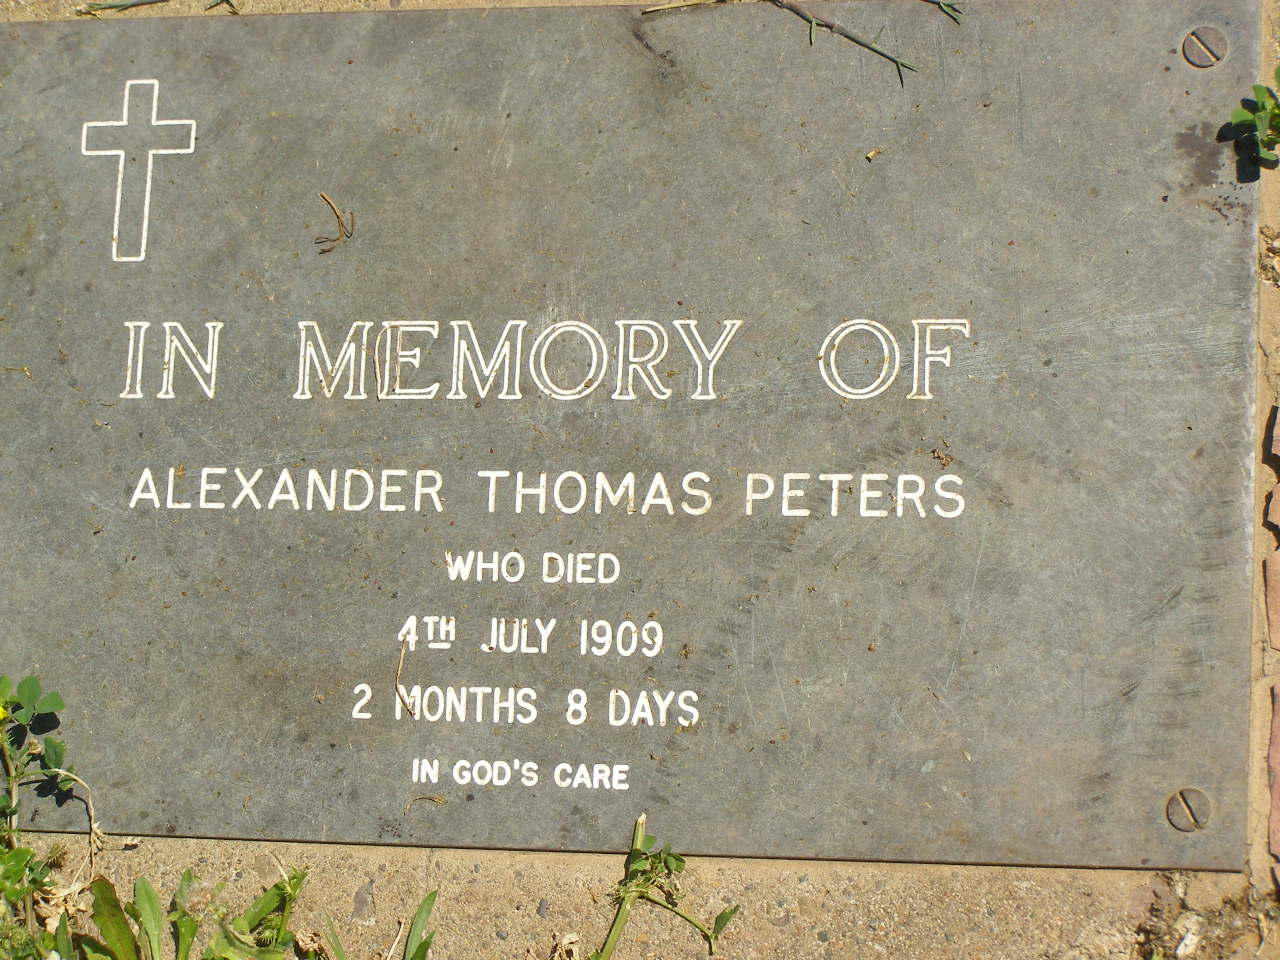 IN MEMORY OF
ALEXANDER THOMAS PETERS
WHO DIED
4TH JULY 1909
2 MONTHS 8 DAYS
IN GOD'S CARE